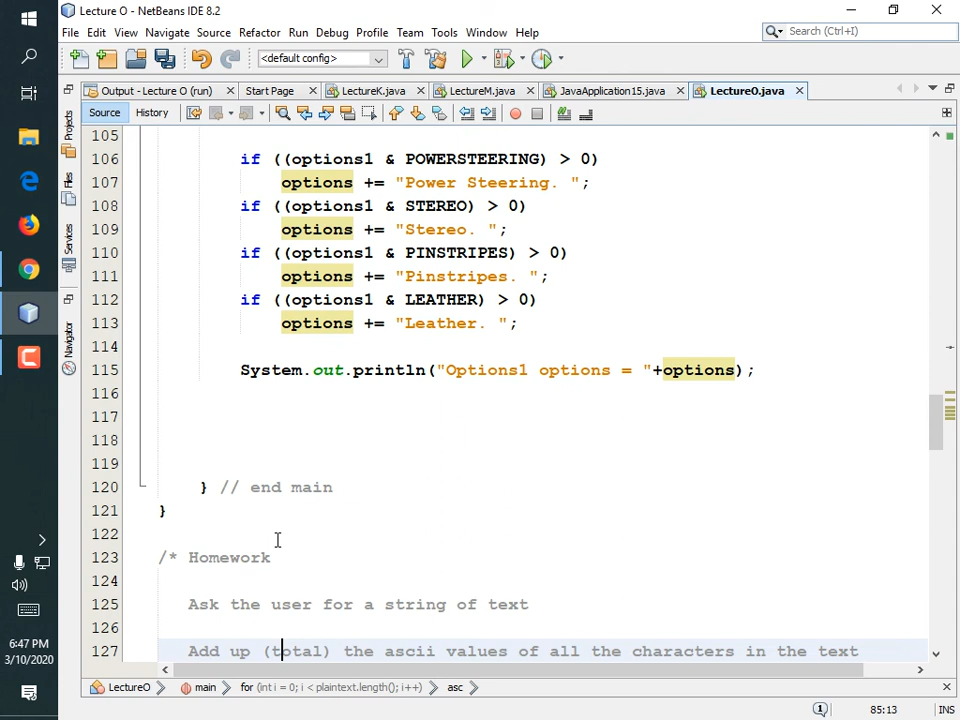 Lecture O - NetBeans IDE 8.2
File Edit View Navigate Source Refactor Run Debug Profile Team Tools Window Help
Search (Ctrl+I)
<default config>
Output - Lecture O (run) Start Page LectureK.java LectureM.java JavaApplication15.java LectureO.java
Source History
Projects
Files
Services
Navigator
105
106 if ((options1 & POWERSTEERING) > 0)
107 options += "Power Steering. ";
108 if ((options1 & STEREO) > 0)
109 options += "Stereo. ";
110 if ((options1 & PINSTRIPES) > 0)
111 options += "Pinstripes. ";
112 if ((options1 & LEATHER) > 0)
113 options += "Leather. ";
114
115 System.out.println("Options1 options = "+options);
116
117
118
119
120 } // end main
121 }
122
123 /* Homework
124
125 Ask the user for a string of text
126
127 Add up (total) the ascii values of all the characters in the text
LectureO main for (int i = 0; i < plaintext.length(); i++) asc
1 85:13 INS
6:47 PM
3/10/2020